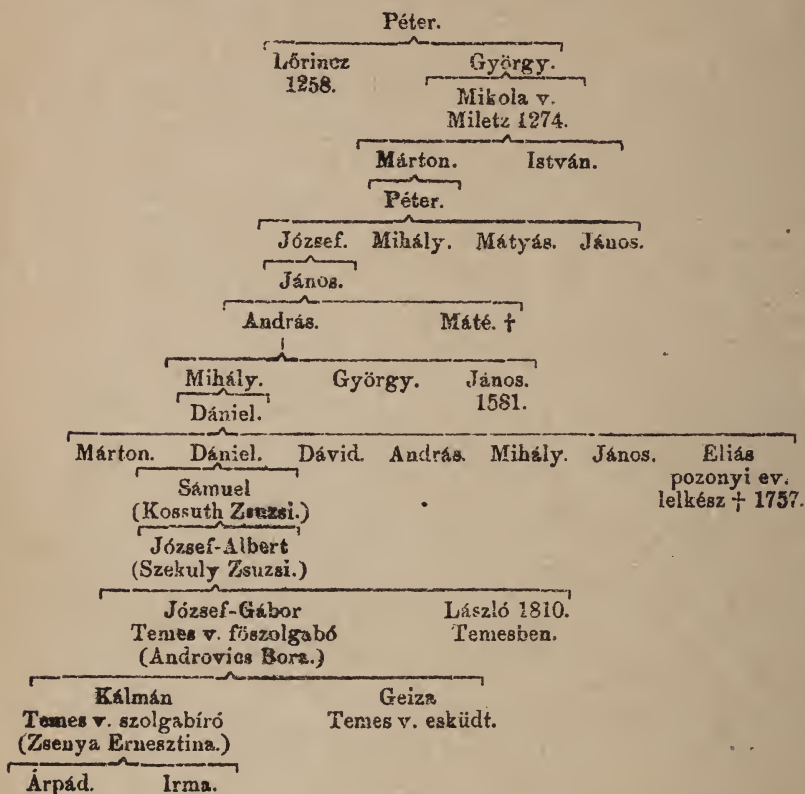 Péter.
Lőrincz György.
1258.
Mikola v.
Miletz 1274.
Márton. István.
Péter.
József. Mihály. Mátyás. János.
János.
András. Máté. †
Mihály. György. János.
1581.
Dániel.
Márton. Dániel. Dávid. András. Mihály. János. Eliás
pozonyi ev.
lelkész † 1757.
Sámuel
(Kossuth Zsuzsi.)
József-Albert
(Szekuly Zsuzsi.)
József-Gábor László 1810.
Temes v. főszolgabó Temesben.
(Androvics Bora.)
Kálmán Geiza
Temes v. szolgabíró Temes v. esküdt.
(Zsenya Ernesztina.)
Árpád. Irma.